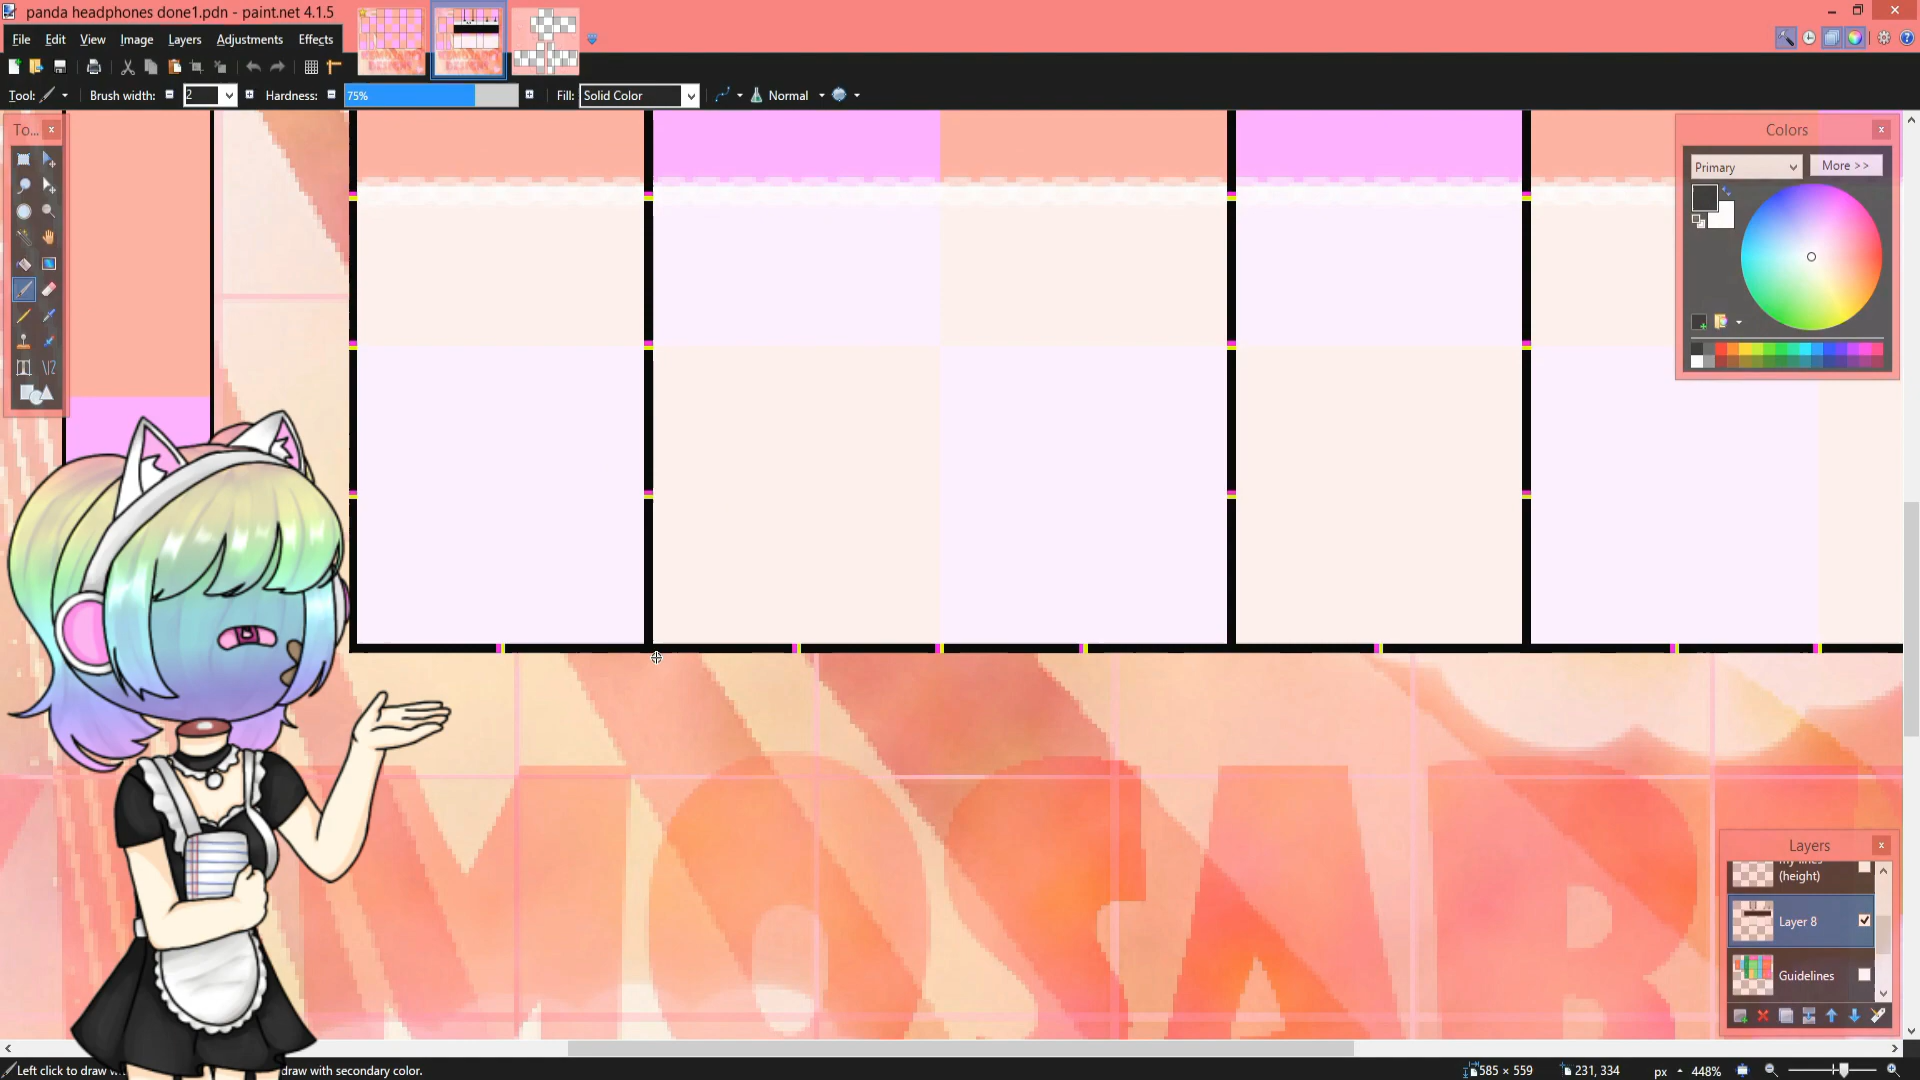 panda headphones done1.pdn - paint.net 4.1.5
File Edit View Image Layers Adjustments Effects
Tool: Brush width: 2 Hardness: 75% Fill: Solid Color Normal
To...
Colors
Primary More >>
Layers
(height)
Layer 8
Guidelines
Left click to draw draw with secondary color.
585 × 559 231, 334 px 448%